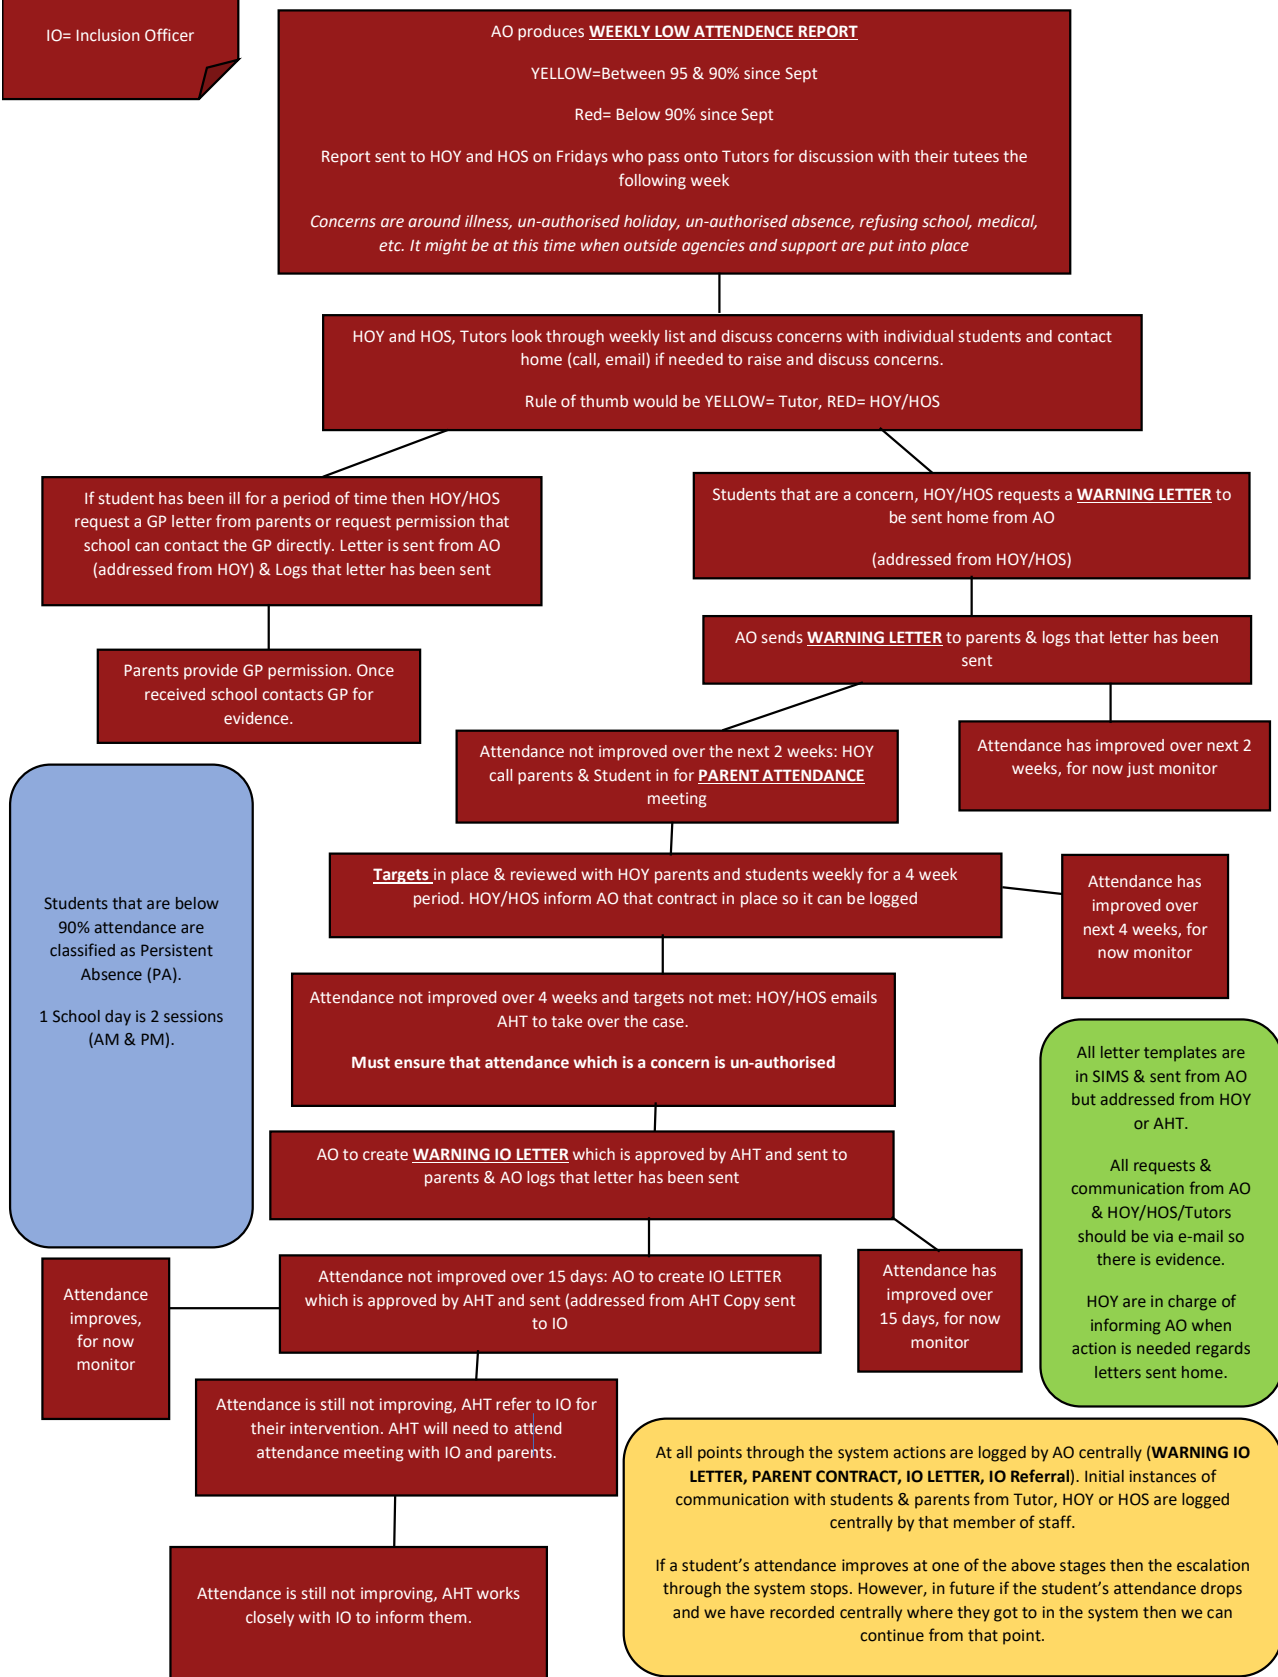 IO= Inclusion Officer
AO produces WEEKLY LOW ATTENDENCE REPORT
YELLOW=Between 95 & 90% since Sept
Red= Below 90% since Sept
Report sent to HOY and HOS on Fridays who pass onto Tutors for discussion with their tutees the
following week
Concerns are around illness, un-authorised holiday, un-authorised absence, refusing school, medical,
etc. It might be at this time when outside agencies and support are put into place
HOY and HOS, Tutors look through weekly list and discuss concerns with individual students and contact
home (call, email) if needed to raise and discuss concerns.
Rule of thumb would be YELLOW= Tutor, RED= HOY/HOS
If student has been ill for a period of time then HOY/HOS
request a GP letter from parents or request permission that
school can contact the GP directly. Letter is sent from AO
(addressed from HOY) & Logs that letter has been sent
Students that are a concern, HOY/HOS requests a WARNING LETTER to
be sent home from AO
(addressed from HOY/HOS)
AO sends WARNING LETTER to parents & logs that letter has been
sent
Parents provide GP permission. Once
received school contacts GP for
evidence.
Attendance not improved over the next 2 weeks: HOY
call parents & Student in for PARENT ATTENDANCE
meeting
Attendance has improved over next 2
weeks, for now just monitor
Targets in place & reviewed with HOY parents and students weekly for a 4 week
period. HOY/HOS inform AO that contract in place so it can be logged
Attendance has
improved over
next 4 weeks, for
now monitor
Students that are below
90% attendance are
classified as Persistent
Absence (PA).
1 School day is 2 sessions
(AM & PM).
Attendance not improved over 4 weeks and targets not met: HOY/HOS emails
AHT to take over the case.
Must ensure that attendance which is a concern is un-authorised
All letter templates are
in SIMS & sent from AO
but addressed from HOY
or AHT.
All requests &
communication from AO
& HOY/HOS/Tutors
should be via e-mail so
there is evidence.
HOY are in charge of
informing AO when
action is needed regards
letters sent home.
AO to create WARNING IO LETTER which is approved by AHT and sent to
parents & AO logs that letter has been sent
Attendance
improves,
for now
monitor
Attendance not improved over 15 days: AO to create IO LETTER
which is approved by AHT and sent (addressed from AHT Copy sent
to IO
Attendance has
improved over
15 days, for now
monitor
Attendance is still not improving, AHT refer to IO for
their intervention. AHT will need to attend
attendance meeting with IO and parents.
At all points through the system actions are logged by AO centrally (WARNING IO
LETTER, PARENT CONTRACT, IO LETTER, IO Referral). Initial instances of
communication with students & parents from Tutor, HOY or HOS are logged
centrally by that member of staff.
If a student’s attendance improves at one of the above stages then the escalation
through the system stops. However, in future if the student’s attendance drops
and we have recorded centrally where they got to in the system then we can
continue from that point.
Attendance is still not improving, AHT works
closely with IO to inform them.